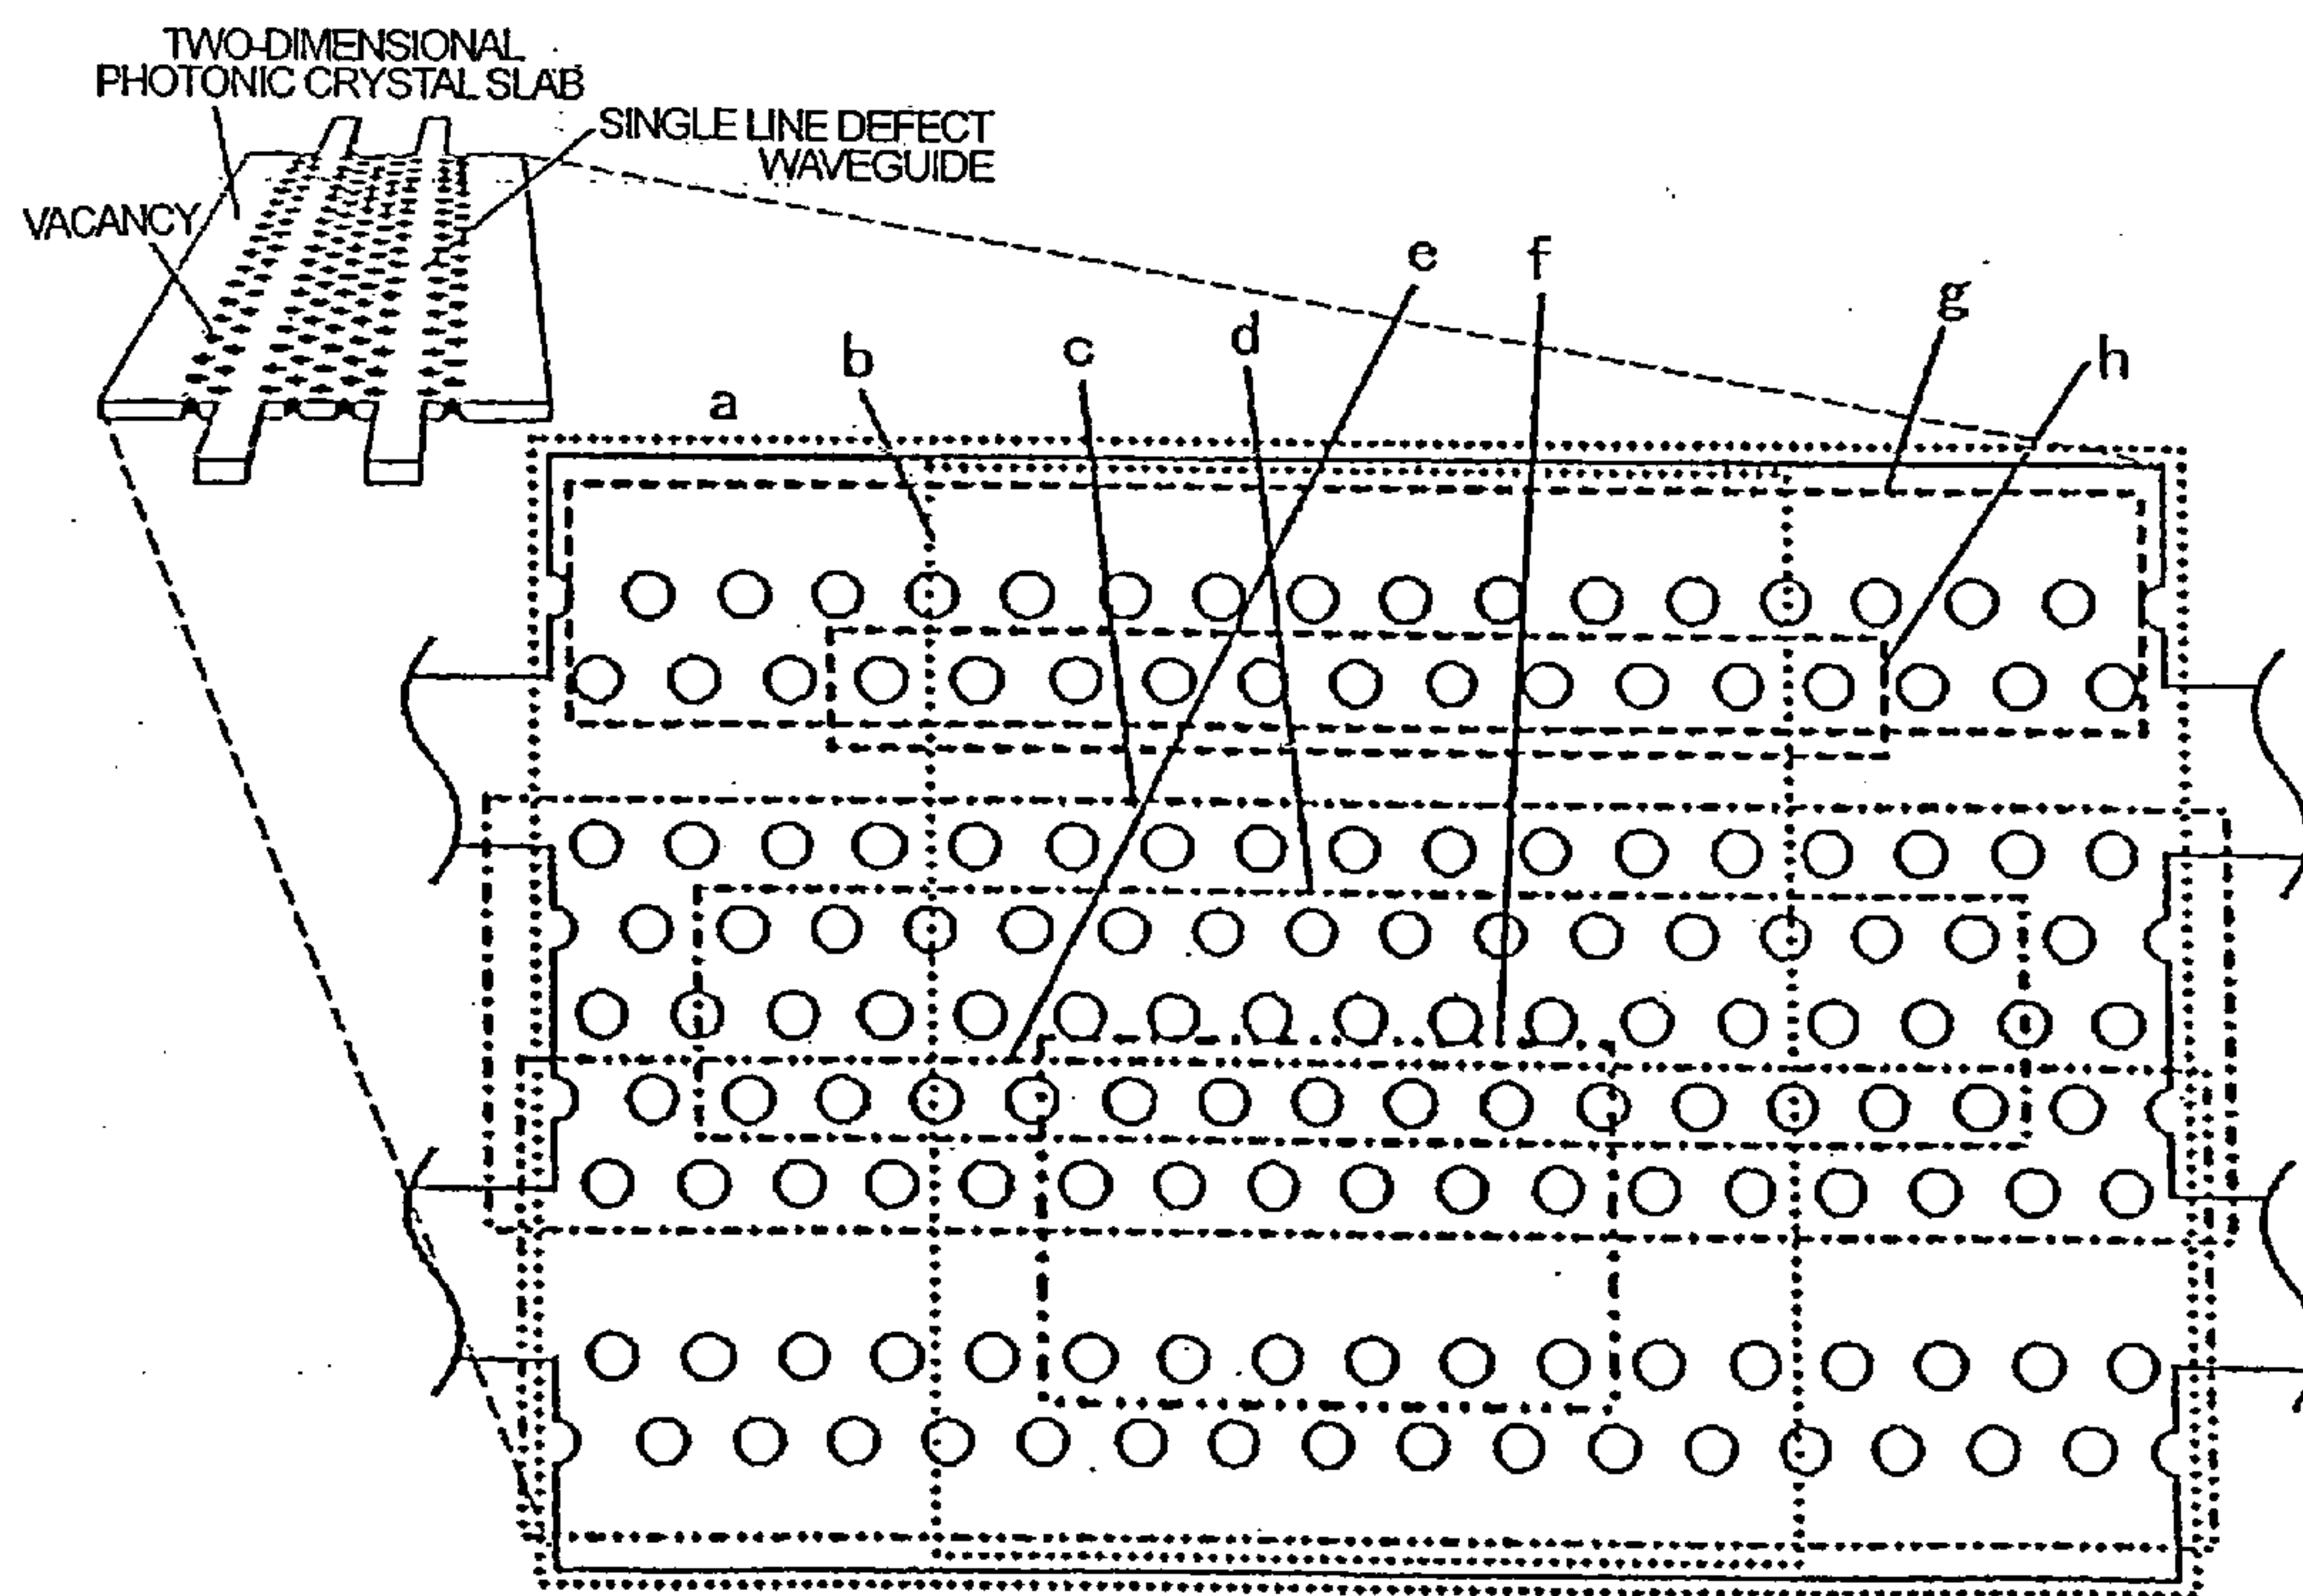 TWO-DIMENSIONAL
PHOTONIC CRYSTAL SLAB
SINGLE LINE DEFECT
WAVEGUIDE
VACANCY
a
b
c
d
e
f
g
h